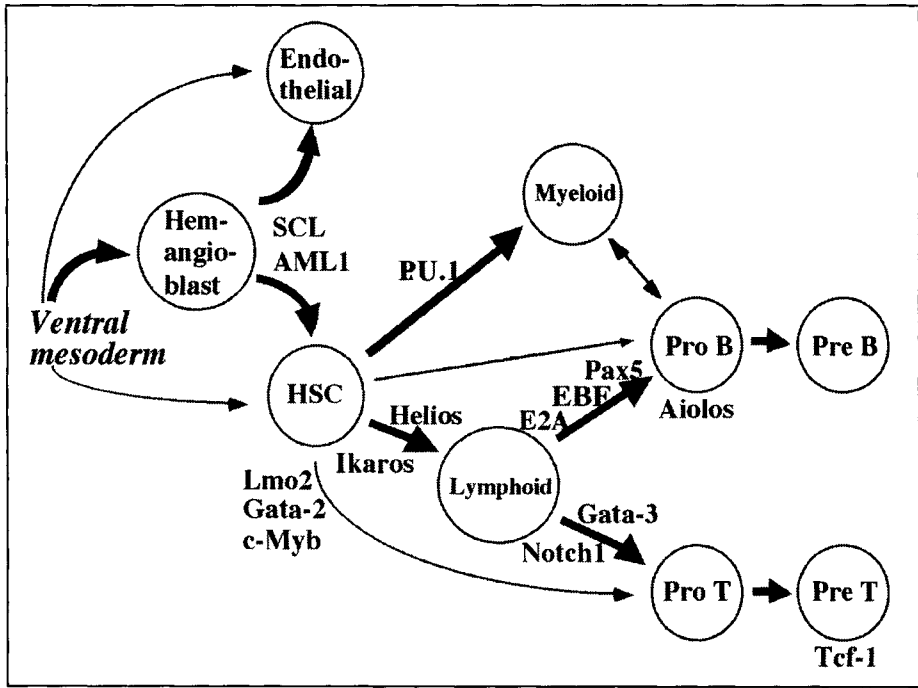 Endo-
thelial
Hem-
angio-
blast
SCL
AML1
Myeloid
P.U.1
Ventral
mesoderm
HSC
Pro B
Pre B
Pax5
EBF
E2A
Aiolos
Helios
Ikaros
Lymphoid
Lmo2
Gata-2
c-Myb
Gata-3
Notch1
Pro T
Pre T
Tcf-1